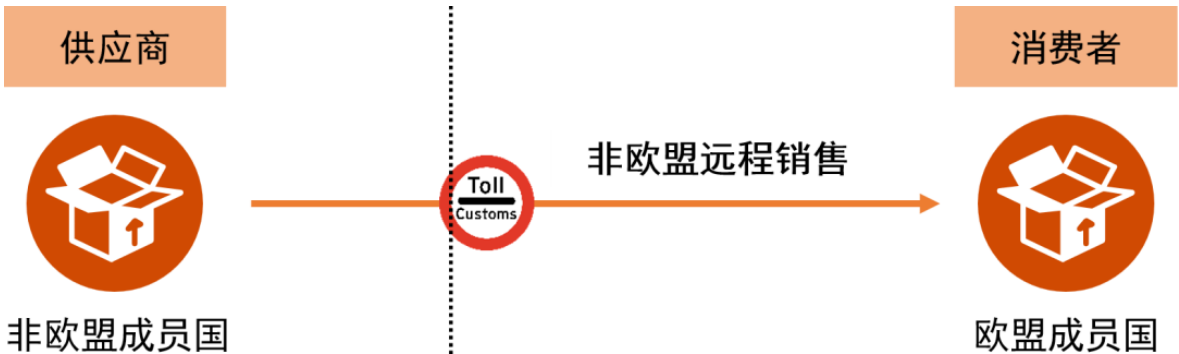 供应商
消费者
非欧盟远程销售
Toll
Customs
非欧盟成员国
欧盟成员国